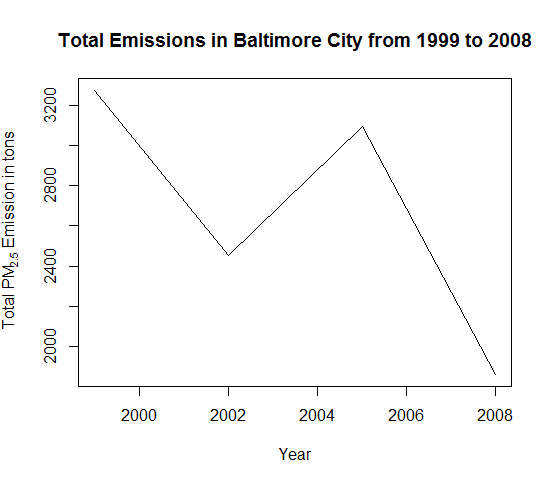 Total Emissions in Baltimore City from 1999 to 2008
Total PM2.5 Emission in tons
3200
2800
2400
2000
2000 2002 2004 2006 2008
Year